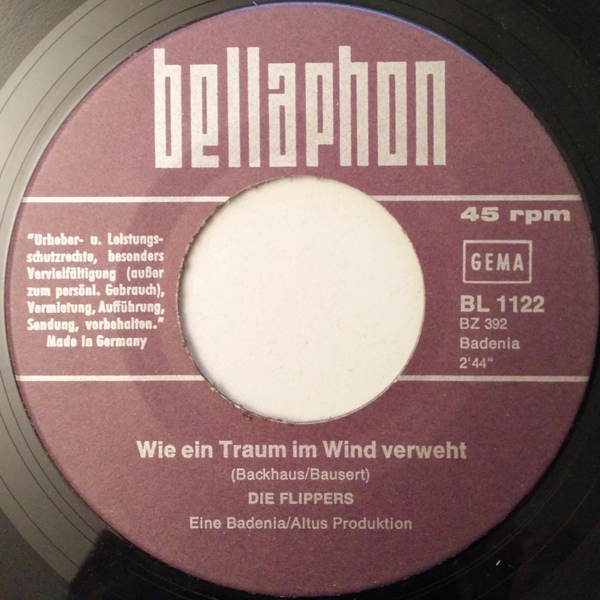 bellaphon
45 rpm
"Urheber- u. Leistungs-
schutzrechte, besonders
Vervielfältigung (außer
zum persönl. Gebrauch),
Vermietung, Aufführung,
Sendung, vorbehalten."
Made in Germany
GEMA
BL 1122
BZ 392
Badenia
2'44"
Wie ein Traum im Wind verweht
(Backhaus/Bausert)
DIE FLIPPERS
Eine Badenia/Altus Produktion